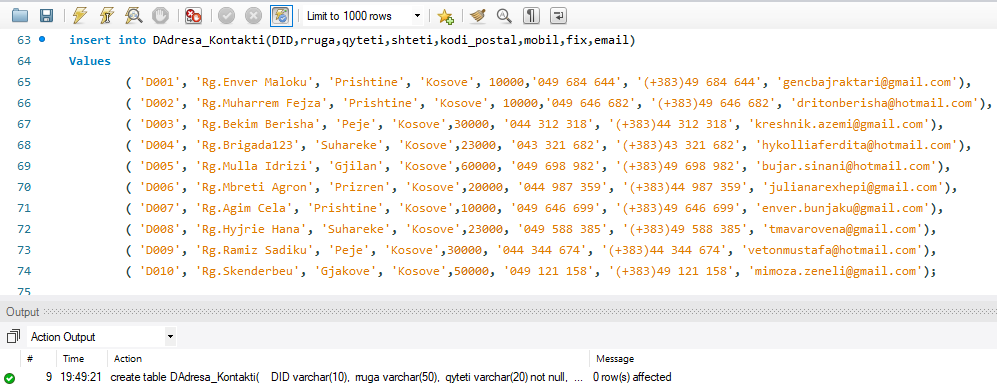 Limit to 1000 rows
63 insert into DAdresa_Kontakti(DID,rruga,qyteti,shteti,kodi_postal,mobil,fix,email)
64 Values
65 ( 'D001', 'Rg.Enver Maloku', 'Prishtine', 'Kosove', 10000,'049 684 644', '(+383)49 684 644', 'gencbajraktari@gmail.com'),
66 ( 'D002', 'Rg.Muharrem Fejza', 'Prishtine', 'Kosove', 10000,'049 646 682', '(+383)49 646 682', 'dritonberisha@hotmail.com'),
67 ( 'D003', 'Rg.Bekim Berisha', 'Peje', 'Kosove',30000, '044 312 318', '(+383)44 312 318', 'kreshnik.azemi@gmail.com'),
68 ( 'D004', 'Rg.Brigada123', 'Suhareke', 'Kosove',23000, '043 321 682', '(+383)43 321 682', 'hykolliaferdita@hotmail.com'),
69 ( 'D005', 'Rg.Mulla Idrizi', 'Gjilan', 'Kosove',60000, '049 698 982', '(+383)49 698 982', 'bujar.sinani@hotmail.com'),
70 ( 'D006', 'Rg.Mbreti Agron', 'Prizren', 'Kosove',20000, '044 987 359', '(+383)44 987 359', 'julianarexhepi@gmail.com'),
71 ( 'D007', 'Rg.Agim Cela', 'Prishtine', 'Kosove',10000, '049 646 699', '(+383)49 646 699', 'enver.bunjaku@gmail.com'),
72 ( 'D008', 'Rg.Hyjrie Hana', 'Suhareke', 'Kosove',23000, '049 588 385', '(+383)49 588 385', 'tmavarovena@gmail.com'),
73 ( 'D009', 'Rg.Ramiz Sadiku', 'Peje', 'Kosove',30000, '044 344 674', '(+383)44 344 674', 'vetonmustafa@hotmail.com'),
74 ( 'D010', 'Rg.Skenderbeu', 'Gjakove', 'Kosove',50000, '049 121 158', '(+383)49 121 158', 'mimoza.zeneli@gmail.com');
75
Output
Action Output
# Time Action Message
9 19:49:21 create table DAdresa_Kontakti( DID varchar(10), rruga varchar(50), qyteti varchar(20) not null, ... 0 row(s) affected